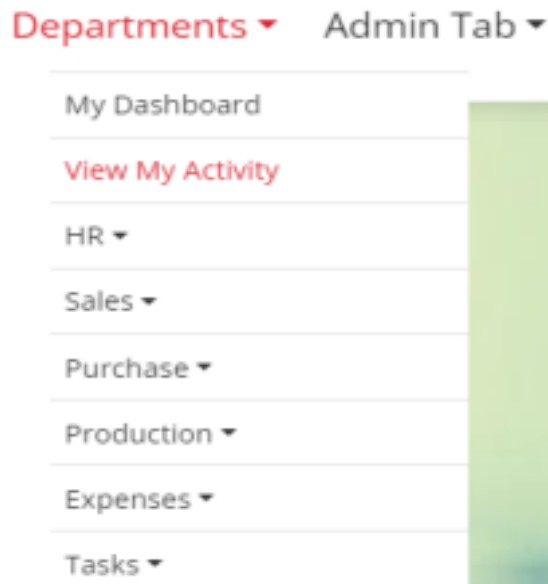 Departments Admin Tab
My Dashboard
View My Activity
HR
Sales
Purchase
Production
Expenses
Tasks